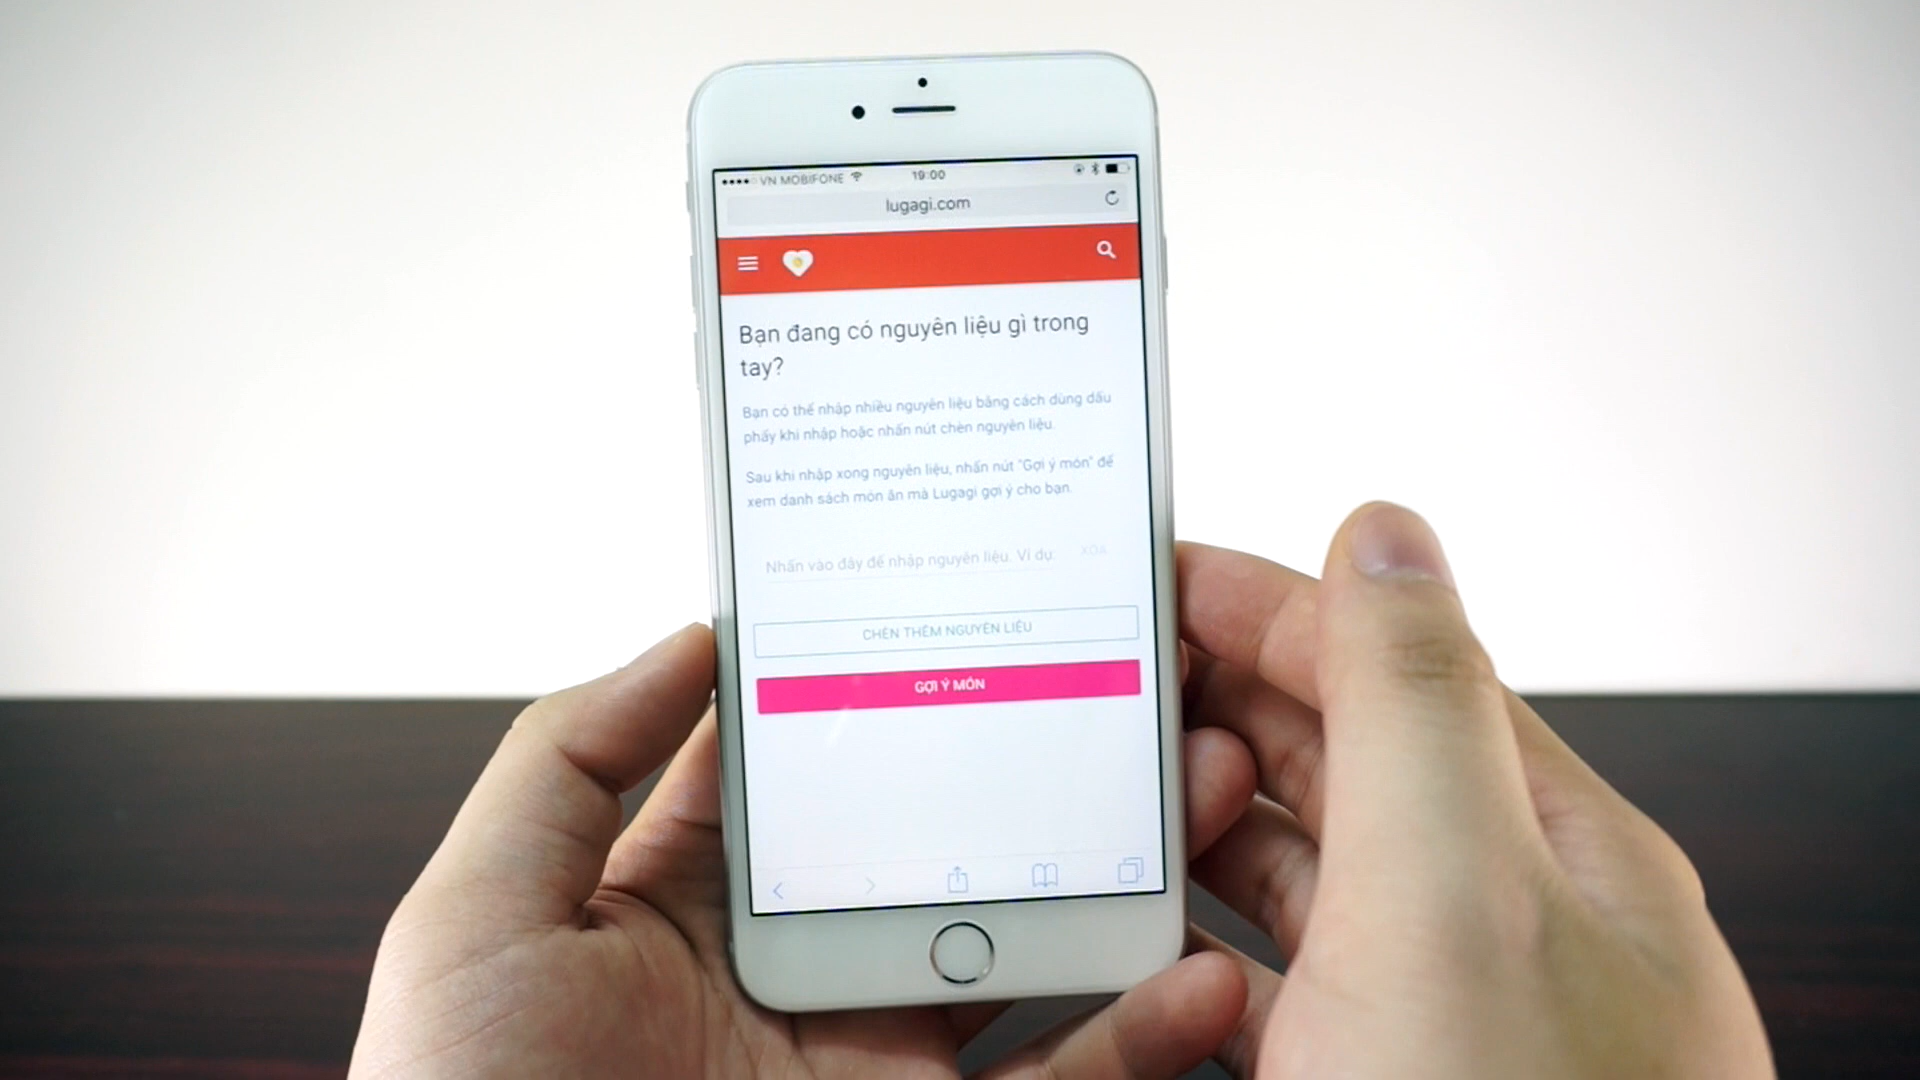 VN MOBIFONE 19:00
lugagi.com
Bạn đang có nguyên liệu gì trong
tay?
Bạn có thể nhập nhiều nguyên liệu bằng cách dùng dấu
phẩy khi nhập hoặc nhấn nút chèn nguyên liệu.
Sau khi nhập xong nguyên liệu, nhấn nút "Gợi ý món" để
xem danh sách món ăn mà Lugagi gợi ý cho bạn.
Nhấn vào đây để nhập nguyên liệu. Ví dụ: XÓA
CHÈN THÊM NGUYÊN LIỆU
GỢI Ý MÓN